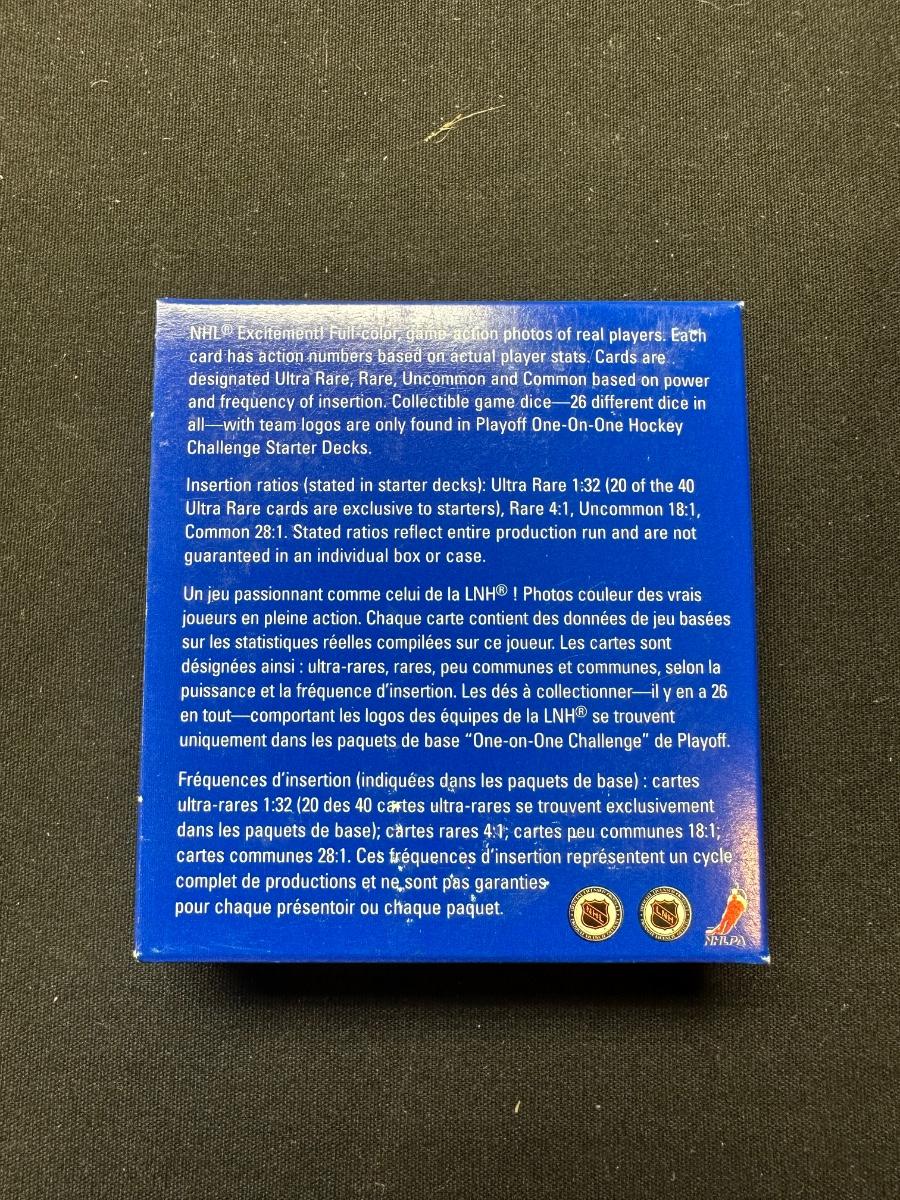 NHL® Excitement! Full-color, game-action photos of real players. Each
card has action numbers based on actual player stats. Cards are
designated Ultra Rare, Rare, Uncommon and Common based on power
and frequency of insertion. Collectible game dice—26 different dice in
all—with team logos are only found in Playoff One-On-One Hockey
Challenge Starter Decks.
Insertion ratios (stated in starter decks): Ultra Rare 1:32 (20 of the 40
Ultra Rare cards are exclusive to starters), Rare 4:1, Uncommon 18:1,
Common 28:1. Stated ratios reflect entire production run and are not
guaranteed in an individual box or case.
Un jeu passionnant comme celui de la LNH® ! Photos couleur des vrais
joueurs en pleine action. Chaque carte contient des données de jeu basées
sur les statistiques réelles compilées sur ce joueur. Les cartes sont
désignées ainsi : ultra-rares, rares, peu communes et communes, selon la
puissance et la fréquence d'insertion. Les dés à collectionner—il y en a 26
en tout—comportant les logos des équipes de la LNH® se trouvent
uniquement dans les paquets de base “One-on-One Challenge” de Playoff.
Fréquences d'insertion (indiquées dans les paquets de base) : cartes
ultra-rares 1:32 (20 des 40 cartes ultra-rares se trouvent exclusivement
dans les paquets de base); cartes rares 4:1; cartes peu communes 18:1;
cartes communes 28:1. Ces fréquences d'insertion représentent un cycle
complet de productions et ne sont pas garanties
pour chaque présentoir ou chaque paquet.
NHL
LNH
NHLPA